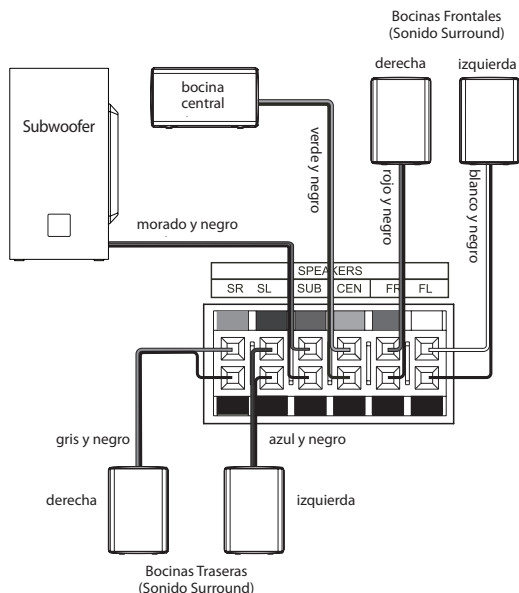 Bocinas Frontales
(Sonido Surround)
derecha
izquierda
bocina
central
Subwoofer
verde y negro
rojo y negro
blanco y negro
morado y negro
SPEAKERS
SR SL SUB CEN FR FL
gris y negro
azul y negro
derecha
izquierda
Bocinas Traseras
(Sonido Surround)